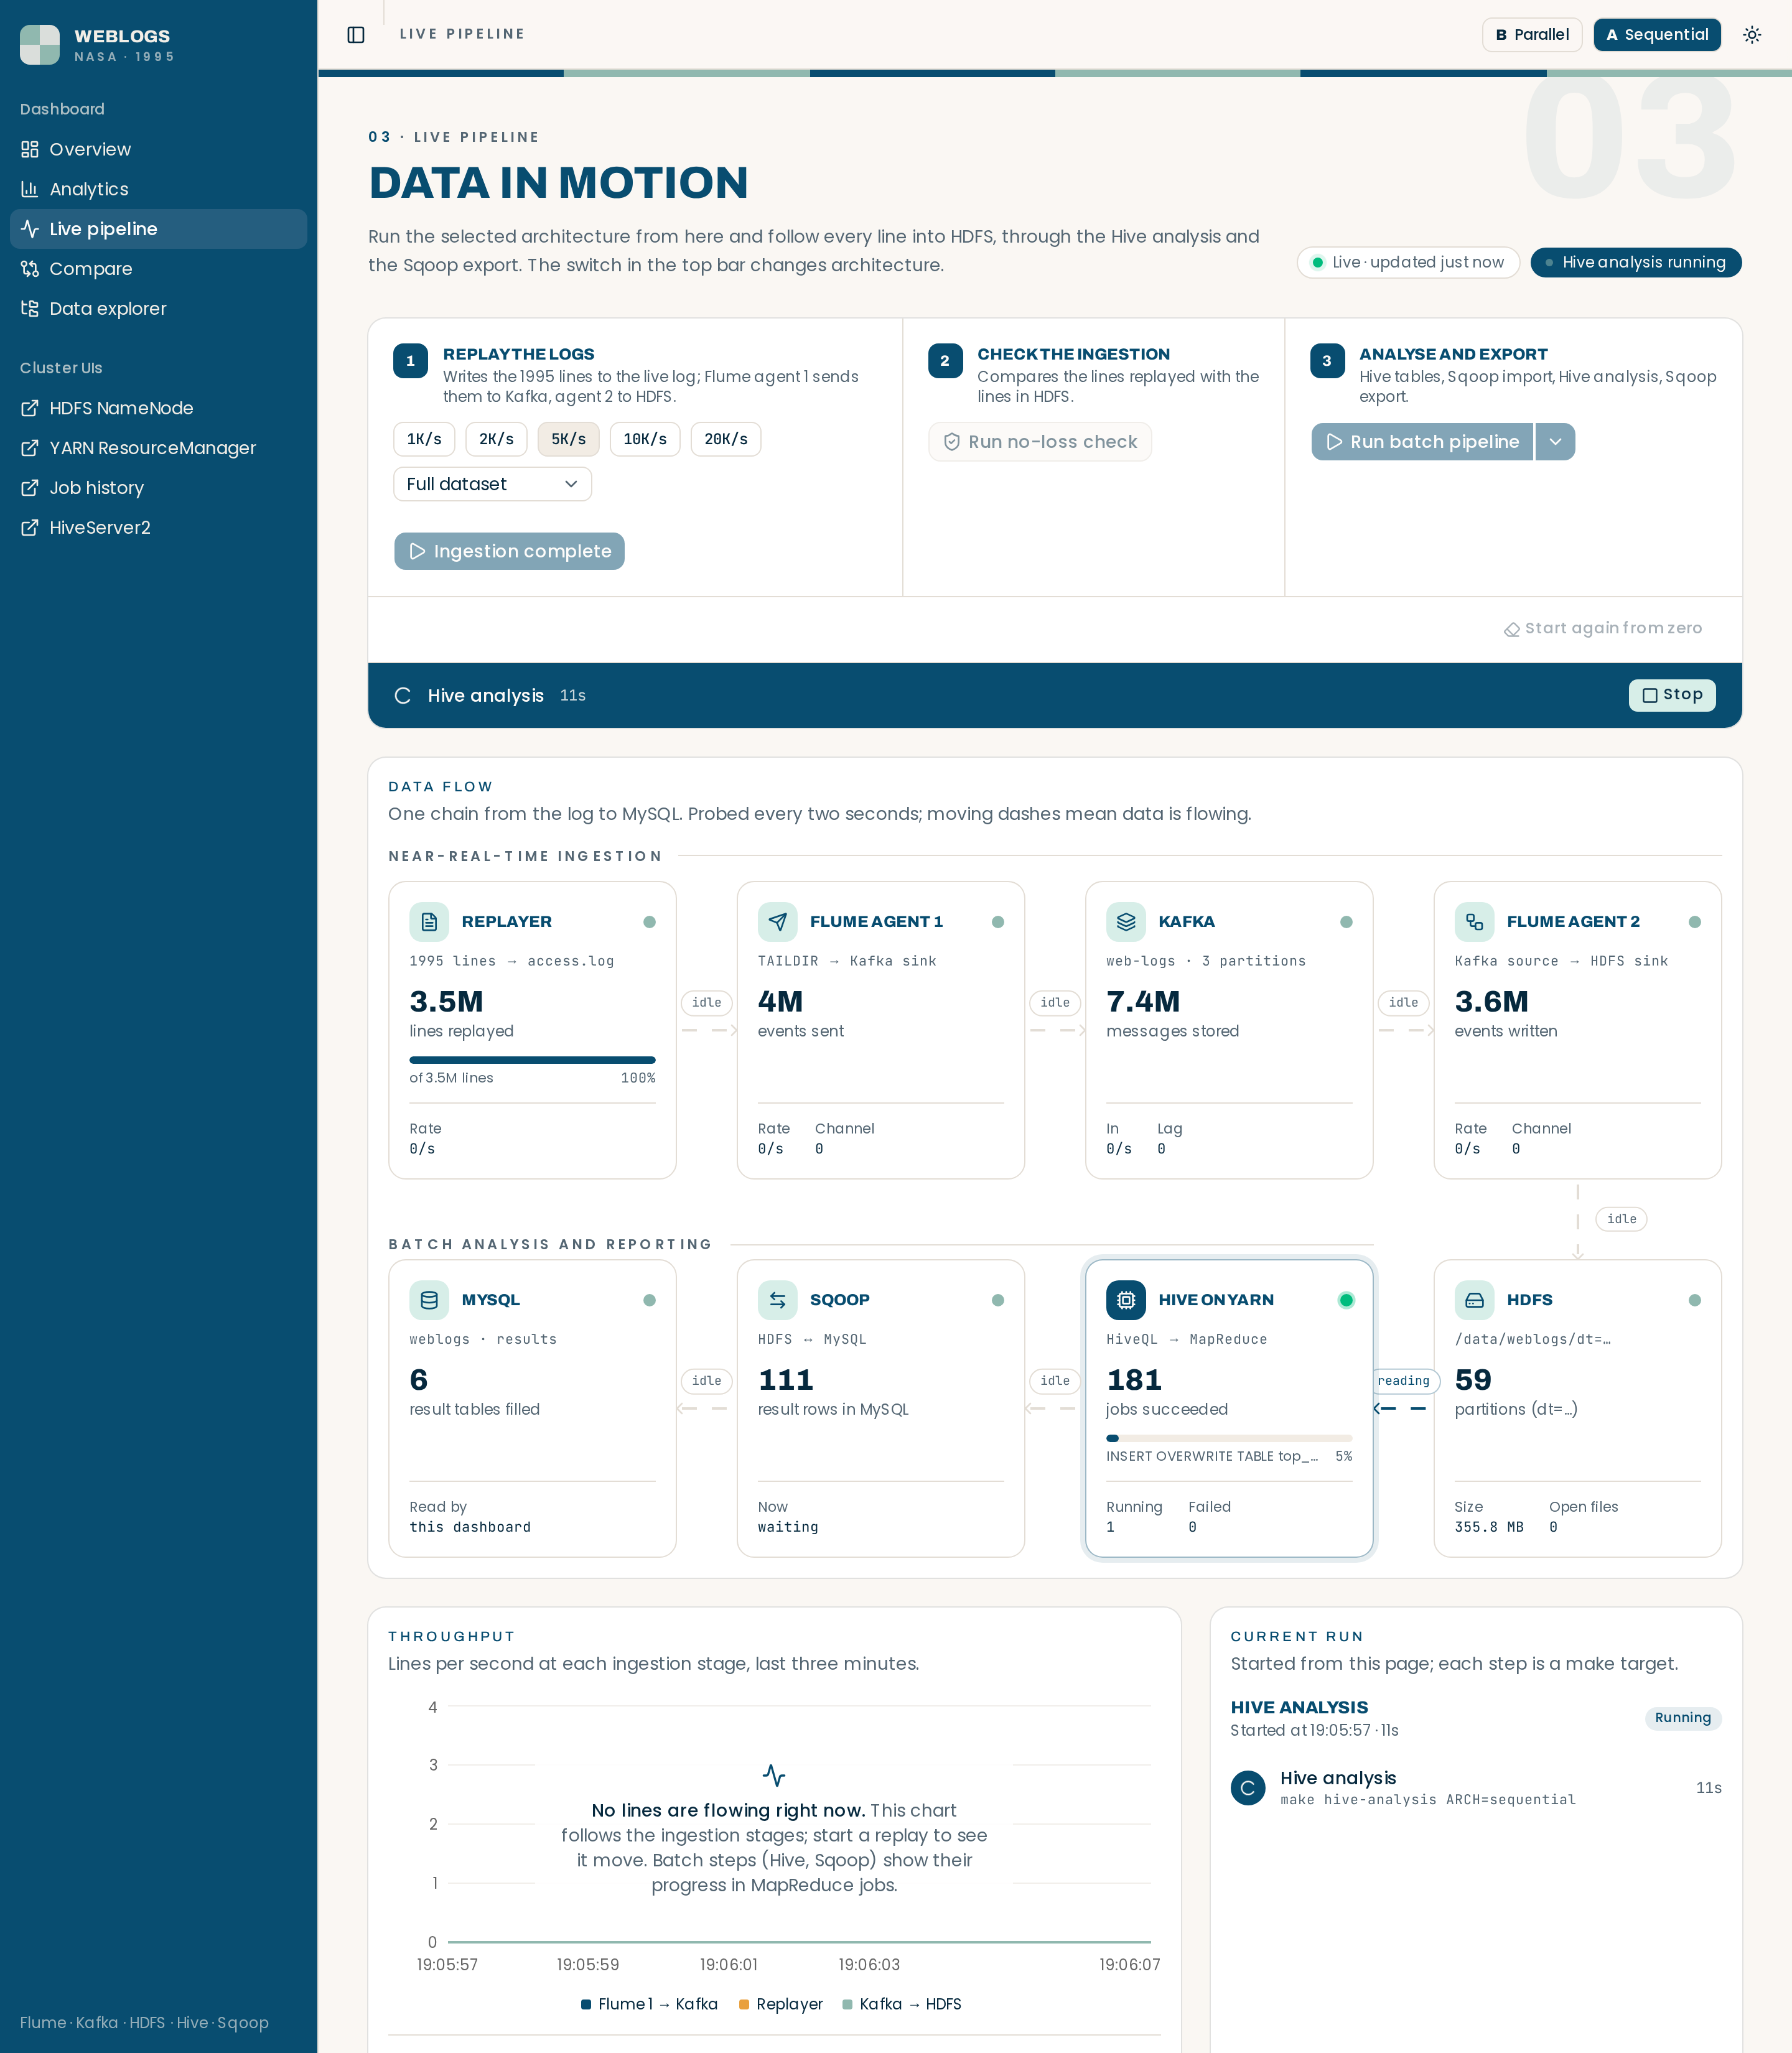 WEBLOGS
NASA · 1995
Dashboard
Overview
Analytics
Live pipeline
Compare
Data explorer
Cluster UIs
HDFS NameNode
YARN ResourceManager
Job history
HiveServer2
Flume · Kafka · HDFS · Hive · Sqoop
LIVE PIPELINE
B Parallel
A Sequential
03
03 · LIVE PIPELINE
DATA IN MOTION
Run the selected architecture from here and follow every line into HDFS, through the Hive analysis and
the Sqoop export. The switch in the top bar changes architecture.
Live · updated just now
Hive analysis running
1
REPLAY THE LOGS
Writes the 1995 lines to the live log; Flume agent 1 sends
them to Kafka, agent 2 to HDFS.
1K/s
2K/s
5K/s
10K/s
20K/s
Full dataset
Ingestion complete
2
CHECK THE INGESTION
Compares the lines replayed with the
lines in HDFS.
Run no-loss check
3
ANALYSE AND EXPORT
Hive tables, Sqoop import, Hive analysis, Sqoop
export.
Run batch pipeline
Start again from zero
Hive analysis 11s
Stop
DATA FLOW
One chain from the log to MySQL. Probed every two seconds; moving dashes mean data is flowing.
NEAR-REAL-TIME INGESTION
REPLAYER
1995 lines → access.log
3.5M
lines replayed
of 3.5M lines 100%
Rate
0/s
idle
FLUME AGENT 1
TAILDIR → Kafka sink
4M
events sent
Rate Channel
0/s 0
idle
KAFKA
web-logs · 3 partitions
7.4M
messages stored
In Lag
0/s 0
idle
FLUME AGENT 2
Kafka source → HDFS sink
3.6M
events written
Rate Channel
0/s 0
idle
BATCH ANALYSIS AND REPORTING
MYSQL
weblogs · results
6
result tables filled
Read by
this dashboard
idle
SQOOP
HDFS ↔ MySQL
111
result rows in MySQL
Now
waiting
idle
HIVE ON YARN
HiveQL → MapReduce
181
jobs succeeded
INSERT OVERWRITE TABLE top_… 5%
Running Failed
1 0
reading
HDFS
/data/weblogs/dt=…
59
partitions (dt=…)
Size Open files
355.8 MB 0
THROUGHPUT
Lines per second at each ingestion stage, last three minutes.
4
3
2
1
0
No lines are flowing right now. This chart
follows the ingestion stages; start a replay to see
it move. Batch steps (Hive, Sqoop) show their
progress in MapReduce jobs.
19:05:57 19:05:59 19:06:01 19:06:03 19:06:07
Flume 1 → Kafka Replayer Kafka → HDFS
CURRENT RUN
Started from this page; each step is a make target.
HIVE ANALYSIS
Started at 19:05:57 · 11s
Running
Hive analysis
make hive-analysis ARCH=sequential
11s